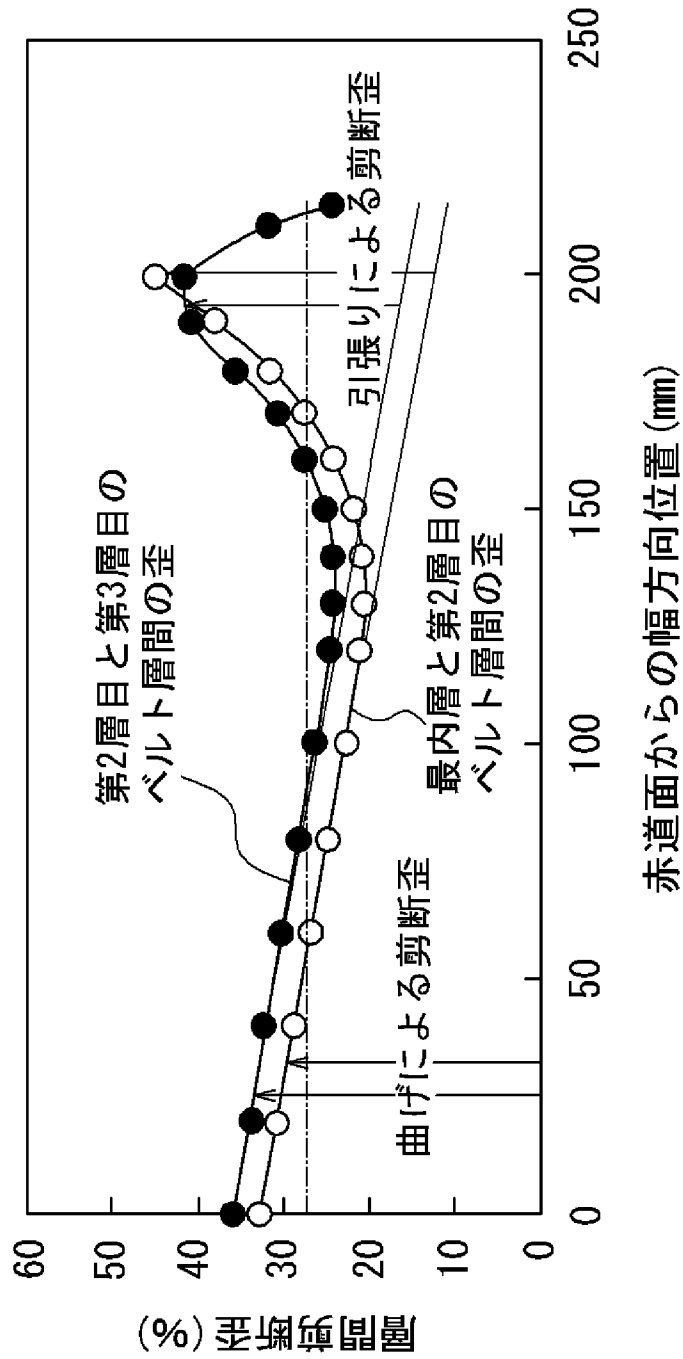 層間剪断歪(%)
60
50
40
30
20
10
0
第2層目と第3層目の
ベルト層間の歪
引張りによる剪断歪
曲げによる剪断歪
最内層と第2層目の
ベルト層間の歪
0
50
100
150
200
250
赤道面からの幅方向位置(mm)